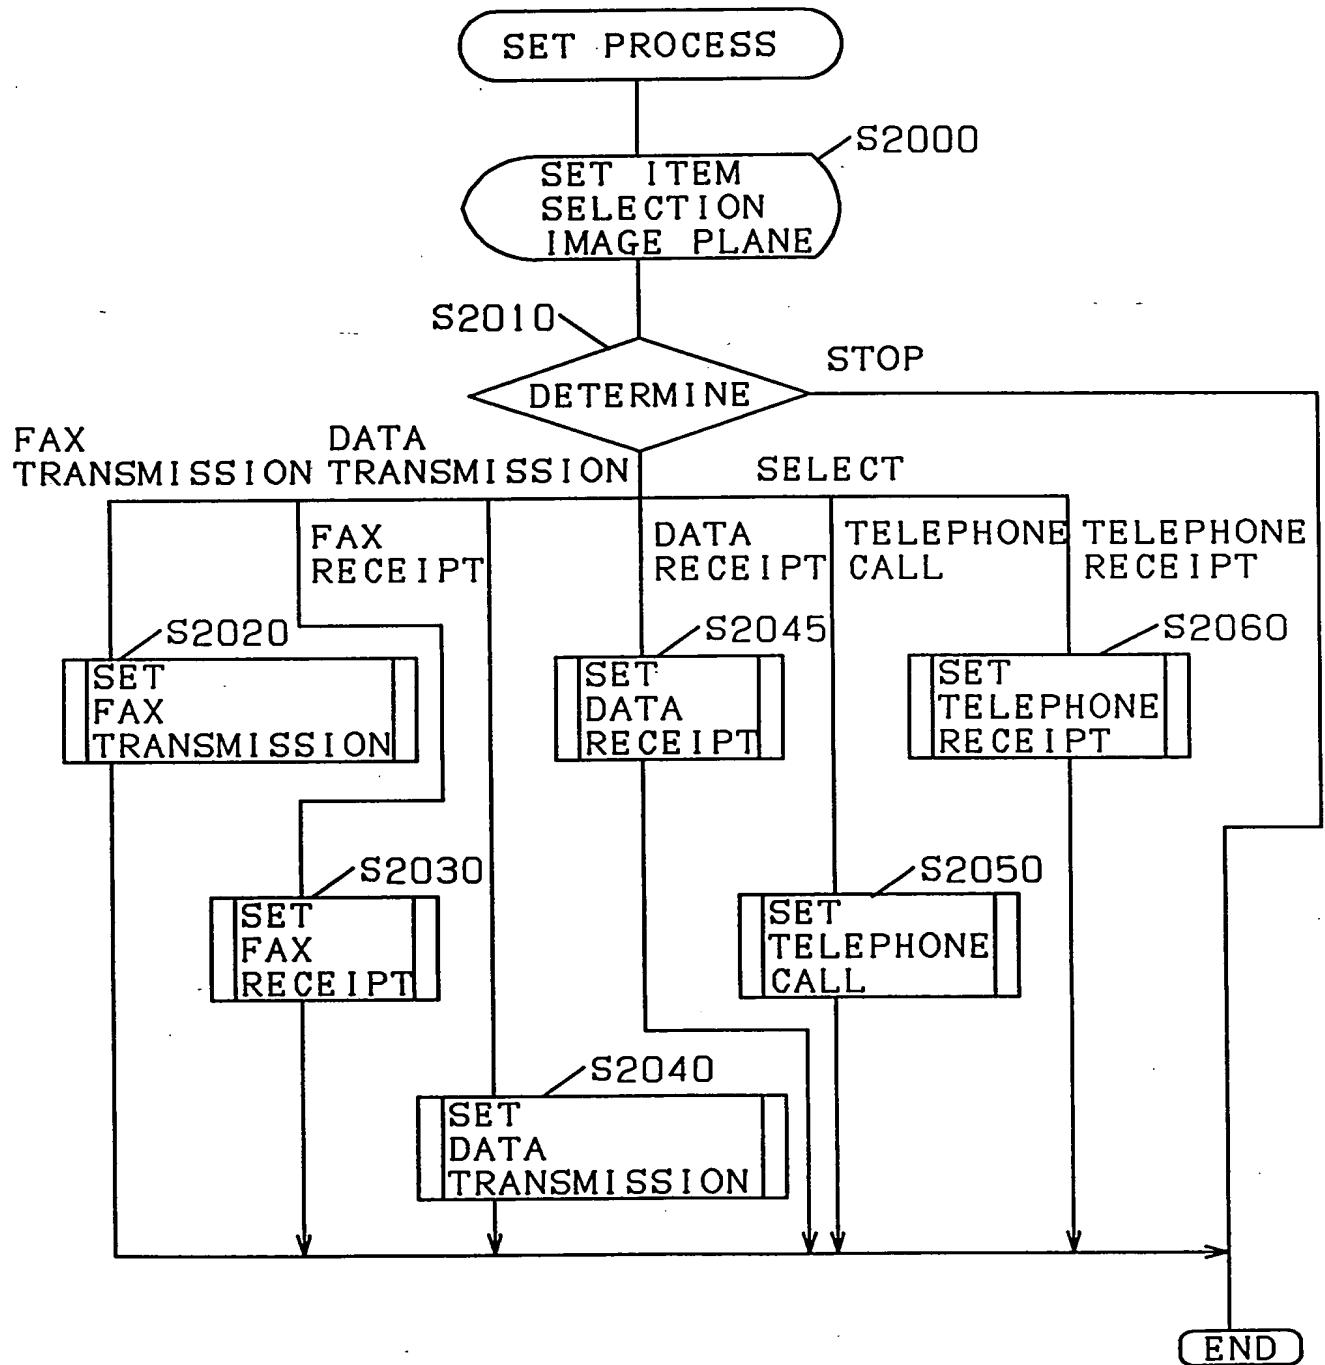 SET PROCESS
S2000
SET ITEM
SELECTION
IMAGE PLANE
S2010
STOP
DETERMINE
FAX
TRANSMISSION
DATA
TRANSMISSION
SELECT
FAX
RECEIPT
DATA
RECEIPT
TELEPHONE
CALL
TELEPHONE
RECEIPT
S2020
SET
FAX
TRANSMISSION
S2045
SET
DATA
RECEIPT
S2060
SET
TELEPHONE
RECEIPT
S2030
SET
FAX
RECEIPT
S2050
SET
TELEPHONE
CALL
S2040
SET
DATA
TRANSMISSION
END